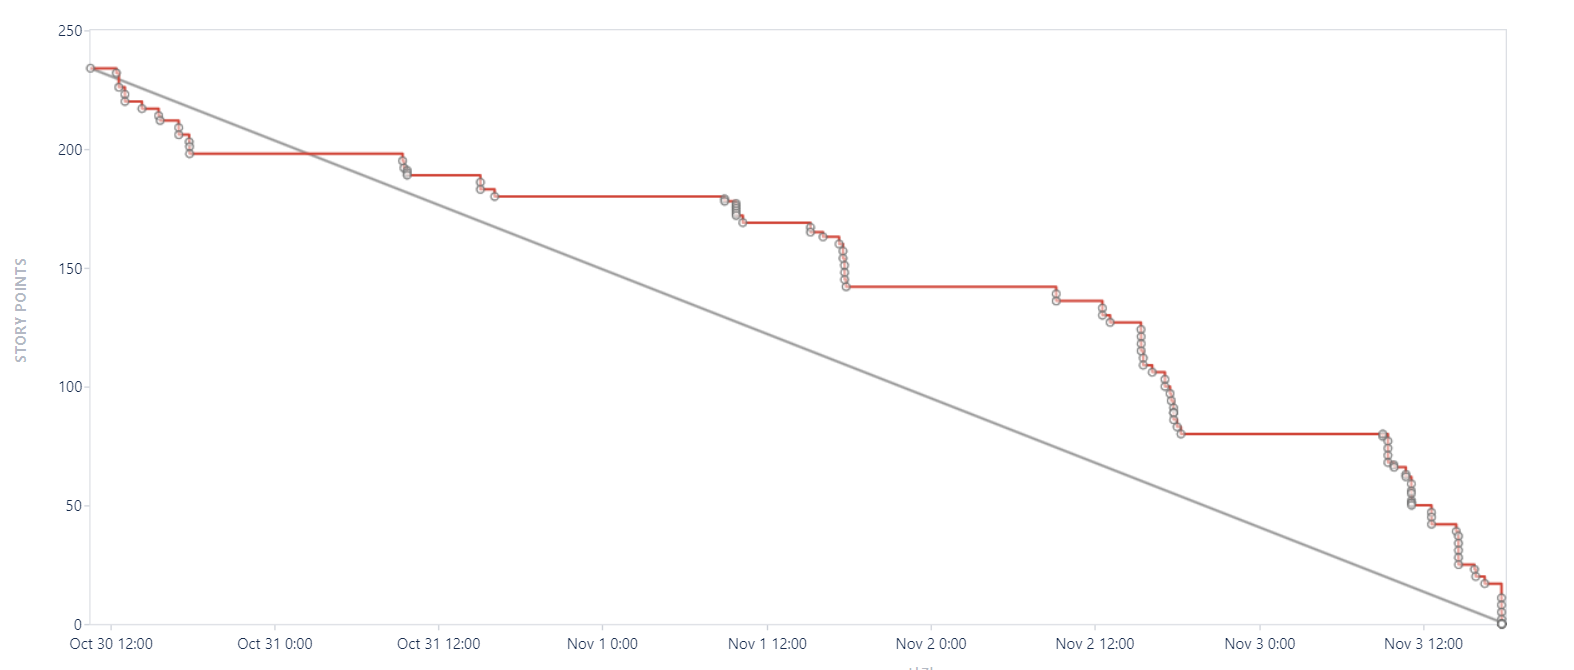 250
200
150
100
50
0
STORY POINTS
Oct 30 12:00
Oct 31 0:00
Oct 31 12:00
Nov 1 0:00
Nov 1 12:00
Nov 2 0:00
Nov 2 12:00
Nov 3 0:00
Nov 3 12:00